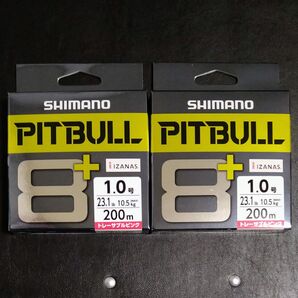 SHIMANO
PITBULL
8+
IZANAS
1.0号
23.1lb 10.5kg
200m
トレーサブルピンク
SHIMANO
PITBULL
8+
IZANAS
1.0号
23.1lb 10.5kg
200m
トレーサブルピンク